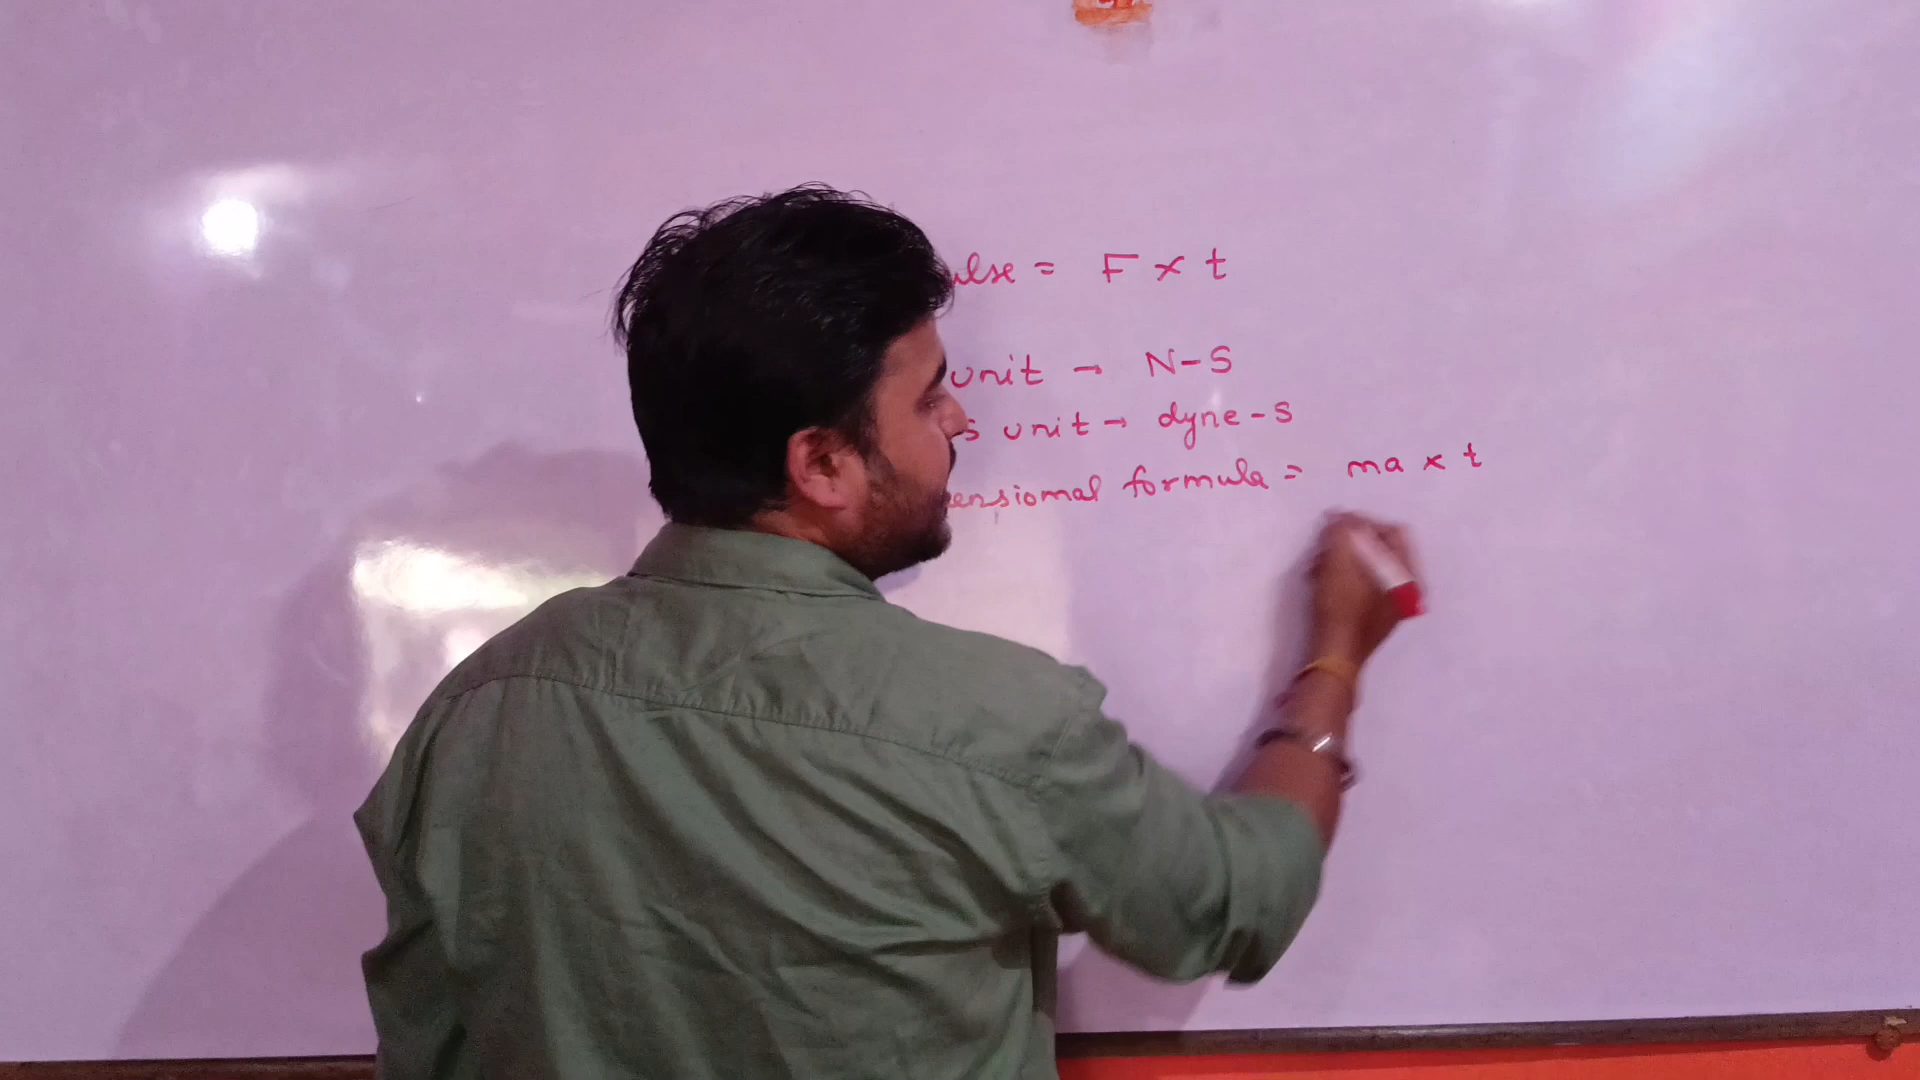 ulse = F × t
unit → N-S
s unit → dyne-s
ensiomal formula = ma × t